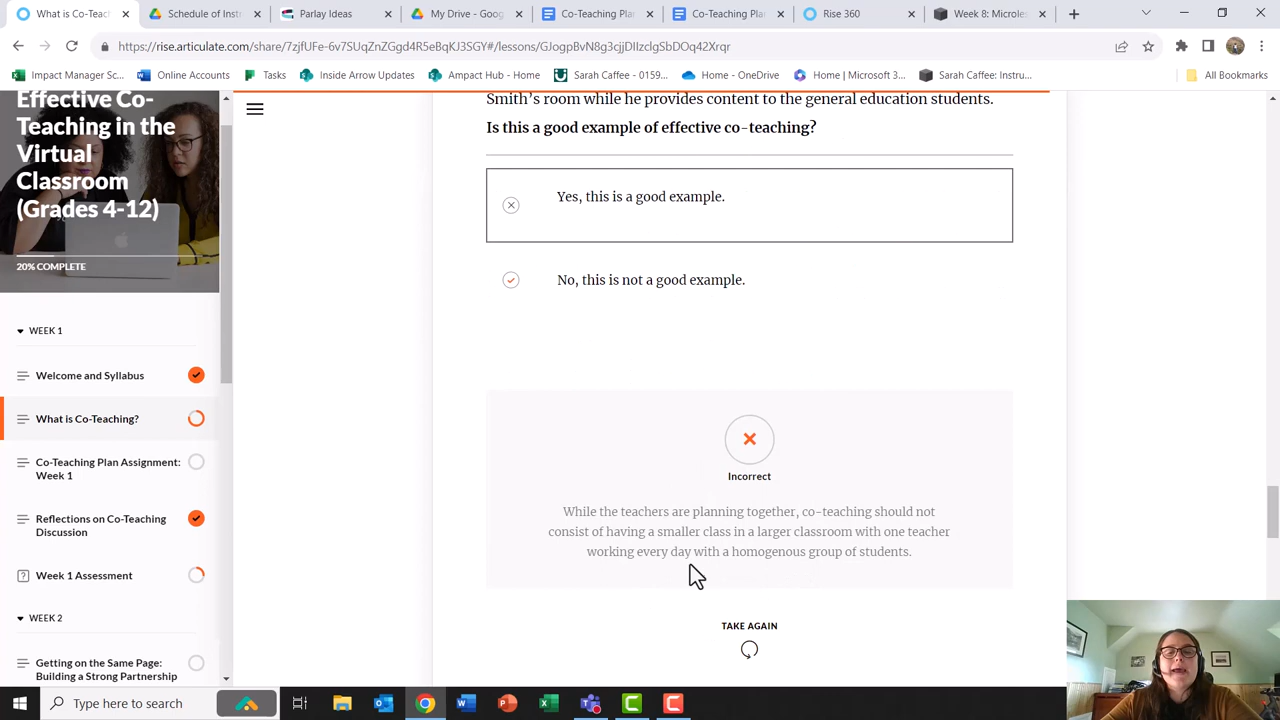 What is Co-Teaching?
Schedule of Inst
Parlay Ideas
My Drive - Goog
Co-Teaching Plan
Co-Teaching Plan
Rise 360
Week 8: Microles
https://rise.articulate.com/share/7zjfUFe-6v7SUqZnZGgd4R5eBqKJ3SGY#/lessons/GJogpBvN8g3cjjDIIzclgSbDOq42Xrqr
Impact Manager Sc...
Online Accounts
Tasks
Inside Arrow Updates
Ampact Hub - Home
Sarah Caffee - 0159...
Home - OneDrive
Home | Microsoft 3...
Sarah Caffee: Instru...
All Bookmarks
Effective Co-
Teaching in the
Virtual
Classroom
(Grades 4-12)
20% COMPLETE
WEEK 1
Welcome and Syllabus
What is Co-Teaching?
Co-Teaching Plan Assignment:
Week 1
Reflections on Co-Teaching
Discussion
Week 1 Assessment
WEEK 2
Getting on the Same Page:
Building a Strong Partnership
Smith's room while he provides content to the general education students.
Is this a good example of effective co-teaching?
Yes, this is a good example.
No, this is not a good example.
Incorrect
While the teachers are planning together, co-teaching should not
consist of having a smaller class in a larger classroom with one teacher
working every day with a homogenous group of students.
TAKE AGAIN
Type here to search